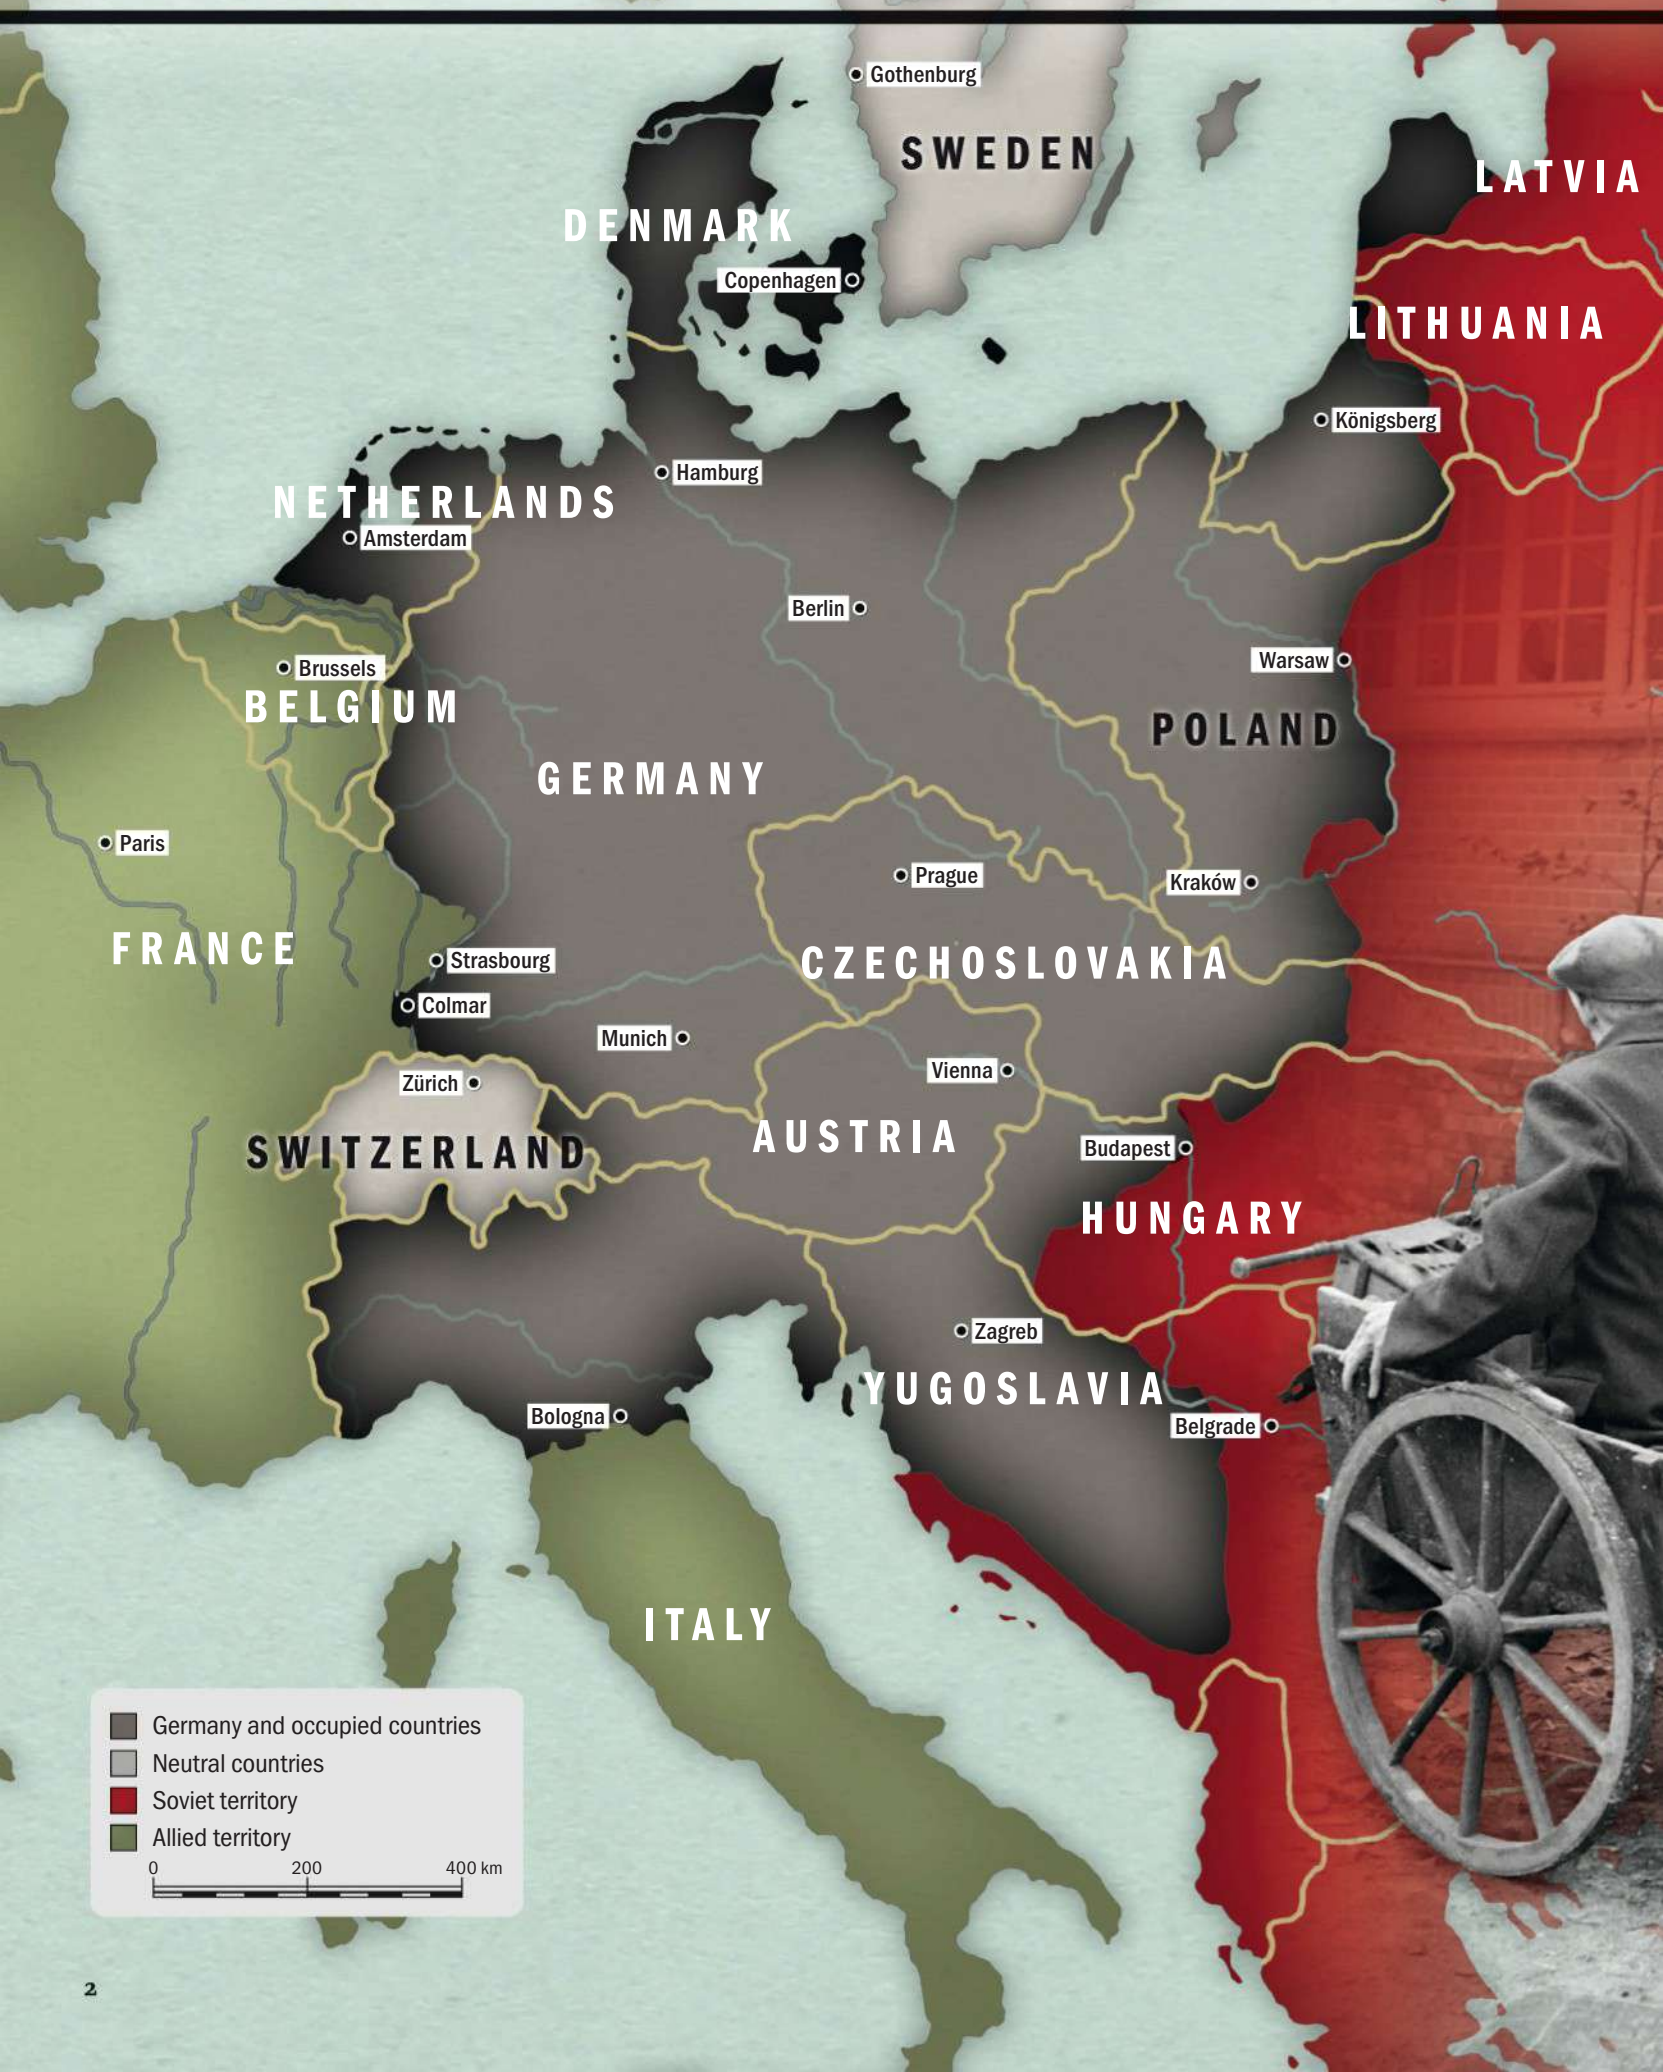 Gothenburg
SWEDEN
LATVIA
DENMARK
Copenhagen
LITHUANIA
Königsberg
Hamburg
NETHERLANDS
Amsterdam
Berlin
Warsaw
Brussels
BELGIUM
POLAND
GERMANY
Paris
Prague
Kraków
FRANCE
Strasbourg
CZECHOSLOVAKIA
Colmar
Munich
Vienna
Zürich
AUSTRIA
SWITZERLAND
Budapest
HUNGARY
Zagreb
YUGOSLAVIA
Bologna
Belgrade
ITALY
Germany and occupied countries
Neutral countries
Soviet territory
Allied territory
0 200 400 km
2